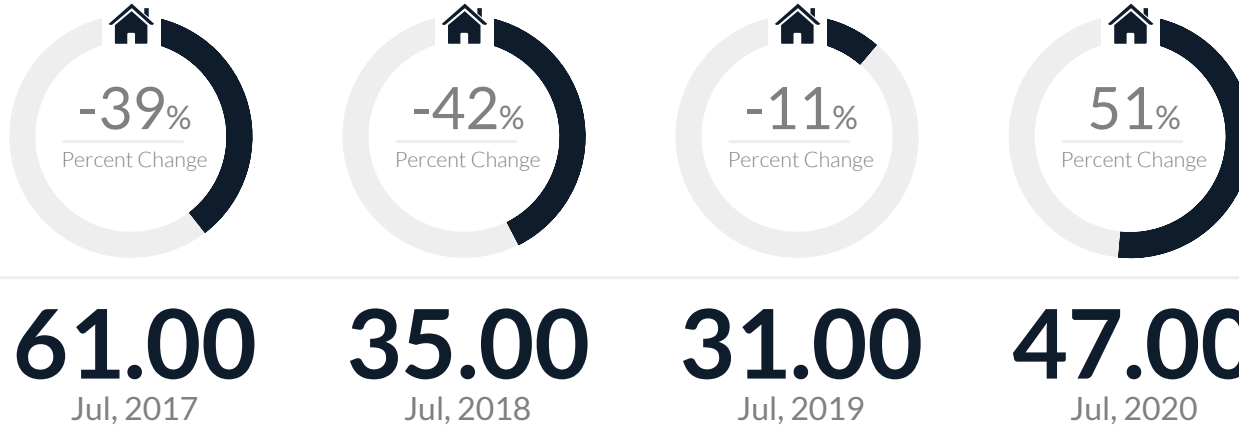 -39%
Percent Change
61.00
Jul, 2017
-42%
Percent Change
35.00
Jul, 2018
-11%
Percent Change
31.00
Jul, 2019
51%
Percent Change
47.00
Jul, 2020